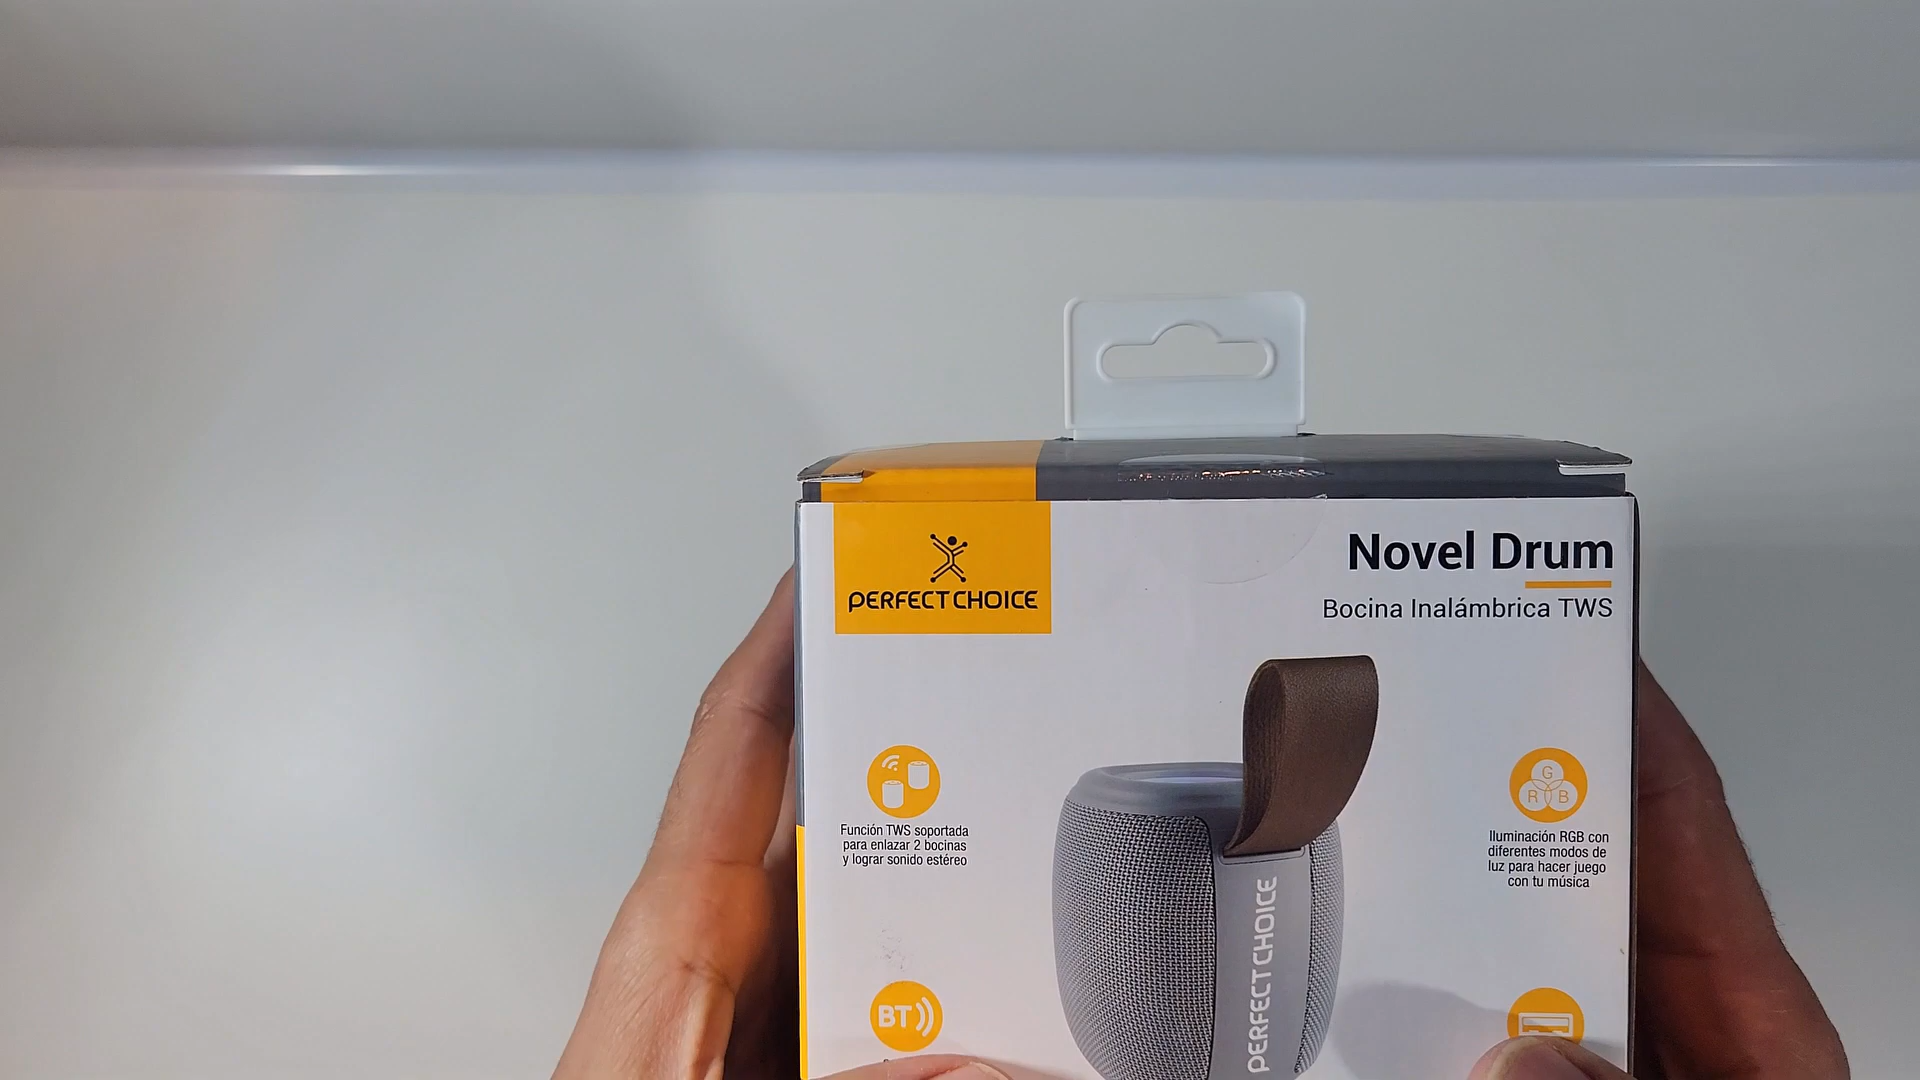 PERFECT CHOICE
Novel Drum
Bocina Inalámbrica TWS
Función TWS soportada
para enlazar 2 bocinas
y lograr sonido estéreo
G
R B
Iluminación RGB con
diferentes modos de
luz para hacer juego
con tu música
PERFECT CHOICE
BT